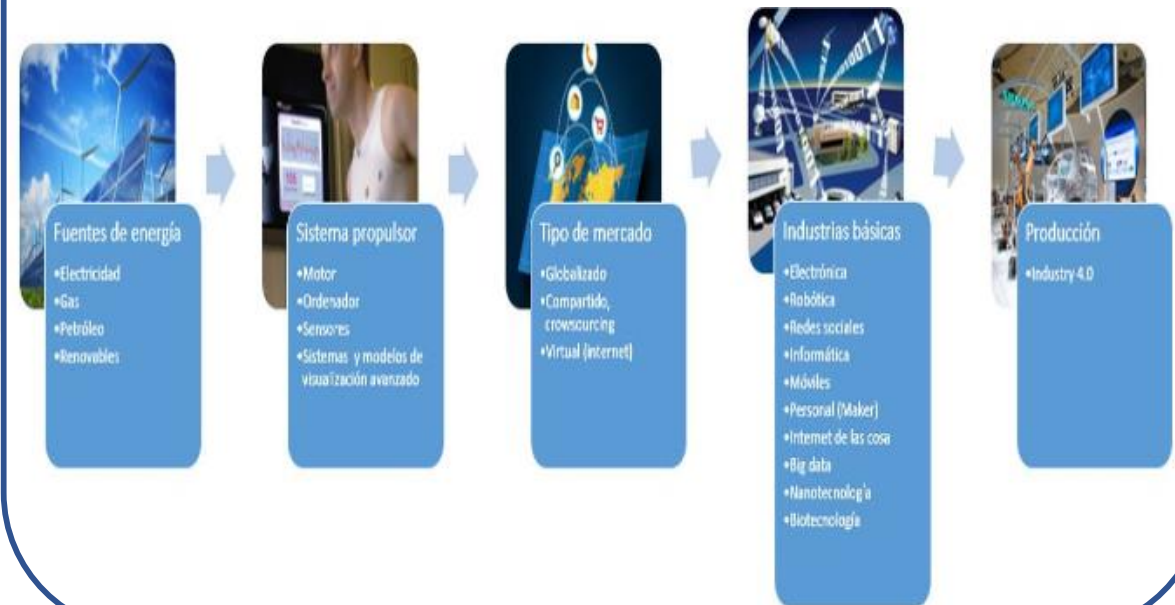 Fuentes de energía
•Electricidad
•Gas
•Petróleo
•Renovables
Sistema propulsor
•Motor
•Ordenador
•Sensores
•Sistemas y modelos de
visualización avanzado
Tipo de mercado
•Globalizado
•Compartido,
crowsourcing
•Virtual (internet)
Industrias básicas
•Electrónica
•Robótica
•Redes sociales
•Informática
•Móviles
•Personal (Maker)
•Internet de las cosa
•Big data
•Nanotecnología
•Biotecnología
Producción
•Industry 4.0